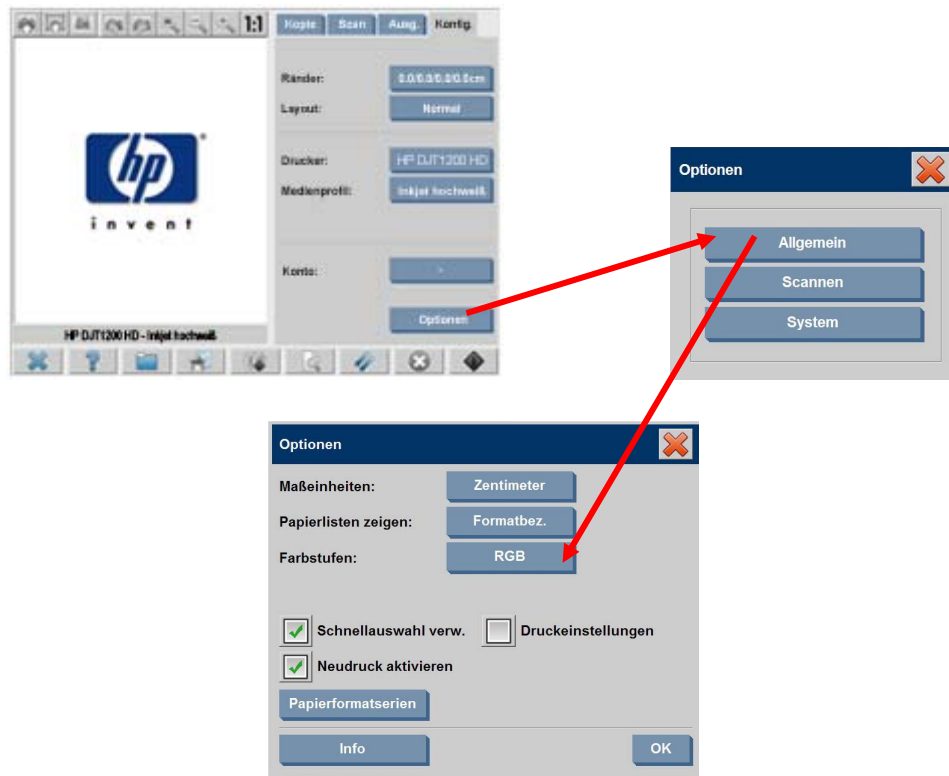 1:1 Kopie Scan Ausg. Konfig.
Ränder: 0.0/0.0/0.0/0.0cm
Layout: Normal
hp
invent
Drucker: HP DJT1200 HD
Medienprofil: Inkjet hochweiß
Konto: -
Optionen
HP DJT1200 HD - Inkjet hochweiß
Optionen
Allgemein
Scannen
System
Optionen
Maßeinheiten: Zentimeter
Papierlisten zeigen: Formatbez.
Farbstufen: RGB
Schnellauswahl verw. Druckeinstellungen
Neudruck aktivieren
Papierformatserien
Info OK